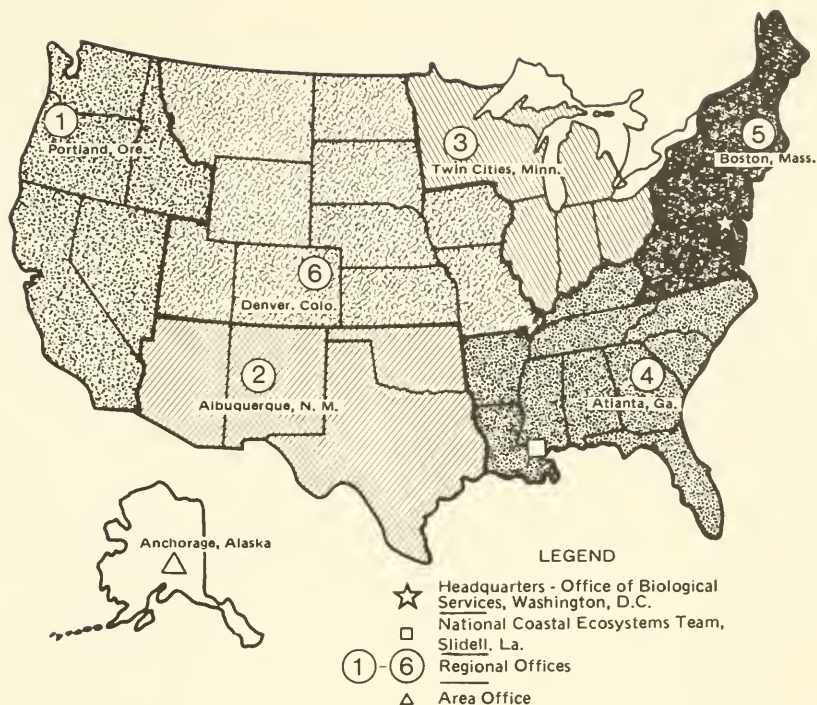 1
Portland, Ore.
3
Twin Cities, Minn.
5
Boston, Mass.
6
Denver. Colo.
2
Albuquerque, N. M.
4
Atlanta, Ga.
Anchorage, Alaska
LEGEND
Headquarters - Office of Biological
Services, Washington, D.C.
National Coastal Ecosystems Team,
Slidell, La.
1 - 6 Regional Offices
Area Office